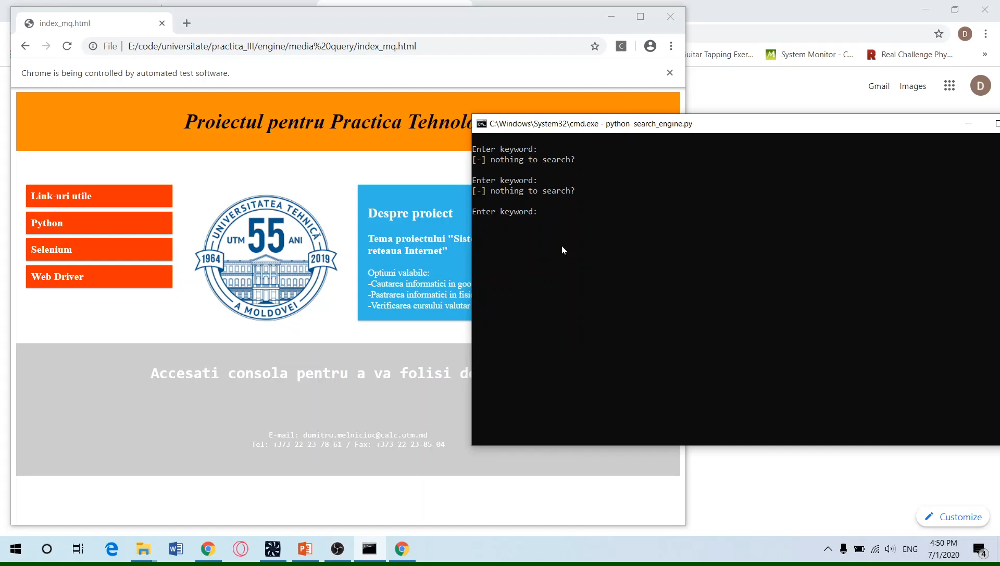 index_mq.html
File
E:/code/universitate/practica_III/engine/media%20query/index_mq.html
C
D
Chrome is being controlled by automated test software.
uitar Tapping Exer...
M
System Monitor - C...
R
Real Challenge Phy...
»
Gmail
Images
D
Proiectul pentru Practica Tehnolo
Link-uri utile
Python
Selenium
Web Driver
UNIVERSITATEA TEHNICĂ
UTM 55 ANI
1964
2019
A MOLDOVEI
Despre proiect
Tema proiectului "Siste
reteaua Internet"
Optiuni valabile:
-Cautarea informatiei in goo
-Pastrarea informatiei in fisi
-Verificarea cursului valutar
Accesati consola pentru a va folisi de
E-mail: dumitru.melniciuc@calc.utm.md
Tel: +373 22 23-78-61 / Fax: +373 22 23-85-04
C:\Windows\System32\cmd.exe - python  search_engine.py
Enter keyword:
[-] nothing to search?
Enter keyword:
[-] nothing to search?
Enter keyword:
Customize
ENG
4:50 PM
7/1/2020
4